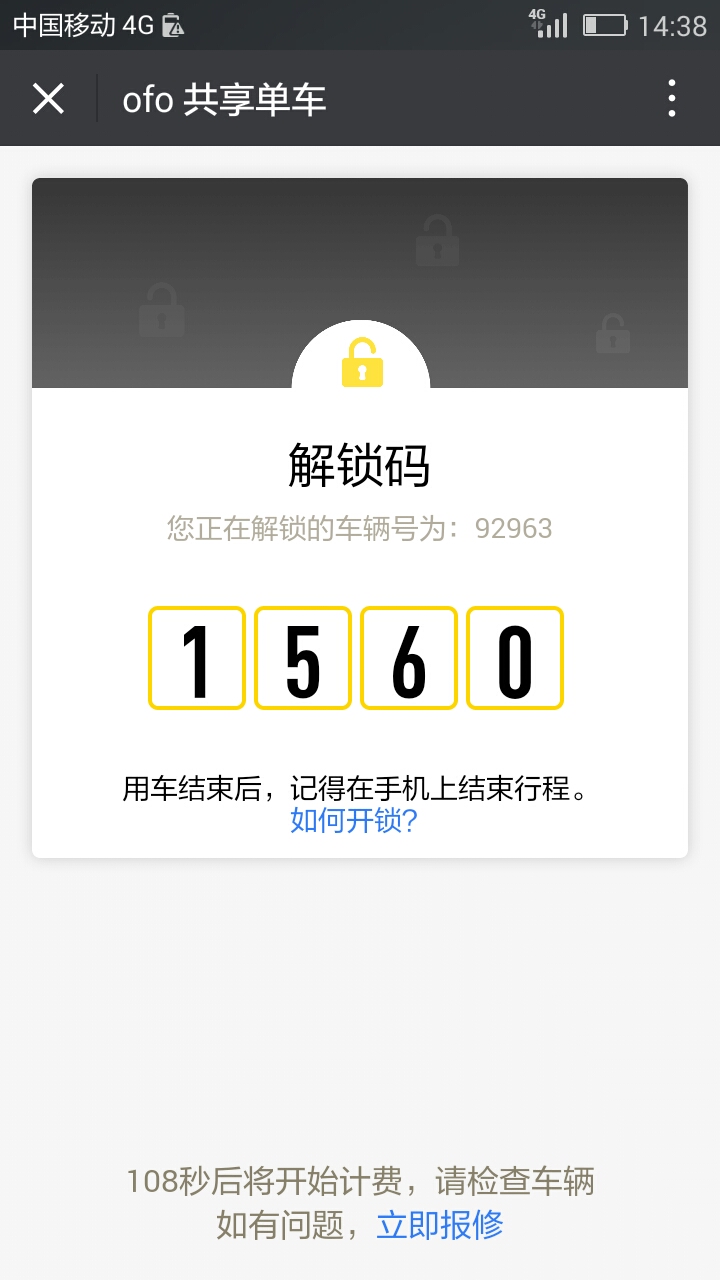 中国移动 4G 4G 14:38
ofo 共享单车
解锁码
您正在解锁的车辆号为：92963
1 5 6 0
用车结束后，记得在手机上结束行程。
如何开锁?
108秒后将开始计费，请检查车辆
如有问题，立即报修